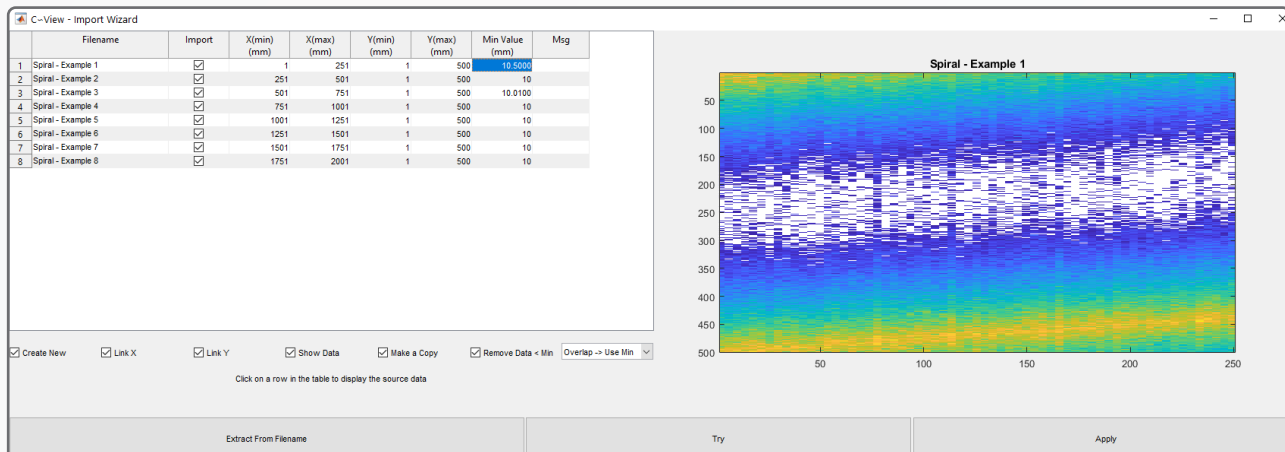 C-View - Import Wizard
Filename Import X(min) (mm) X(max) (mm) Y(min) (mm) Y(max) (mm) Min Value (mm) Msg
1 Spiral - Example 1 1 251 1 500 10.5000
2 Spiral - Example 2 251 501 1 500 10
3 Spiral - Example 3 501 751 1 500 10.0100
4 Spiral - Example 4 751 1001 1 500 10
5 Spiral - Example 5 1001 1251 1 500 10
6 Spiral - Example 6 1251 1501 1 500 10
7 Spiral - Example 7 1501 1751 1 500 10
8 Spiral - Example 8 1751 2001 1 500 10
Create New Link X Link Y Show Data Make a Copy Remove Data < Min Overlap -> Use Min
Click on a row in the table to display the source data
Spiral - Example 1
50
100
150
200
250
300
350
400
450
500
50 100 150 200 250
Extract From Filename Try Apply